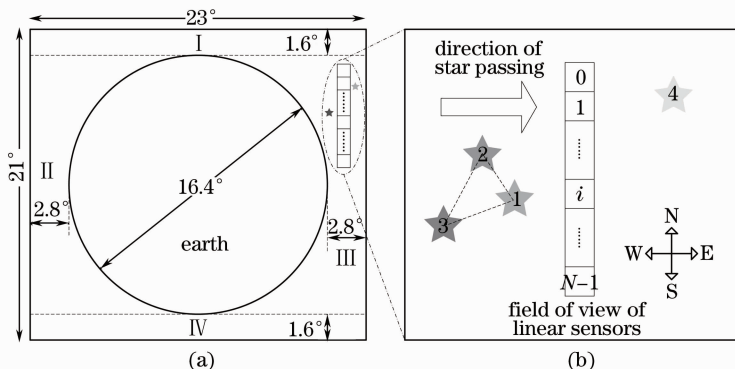 23°
I
1.6°
21°
II
2.8°
16.4°
earth
2.8°
III
IV
1.6°
(a)
direction of
star passing
0
1
i
N−1
4
2
1
3
N
W
E
S
field of view of
linear sensors
(b)